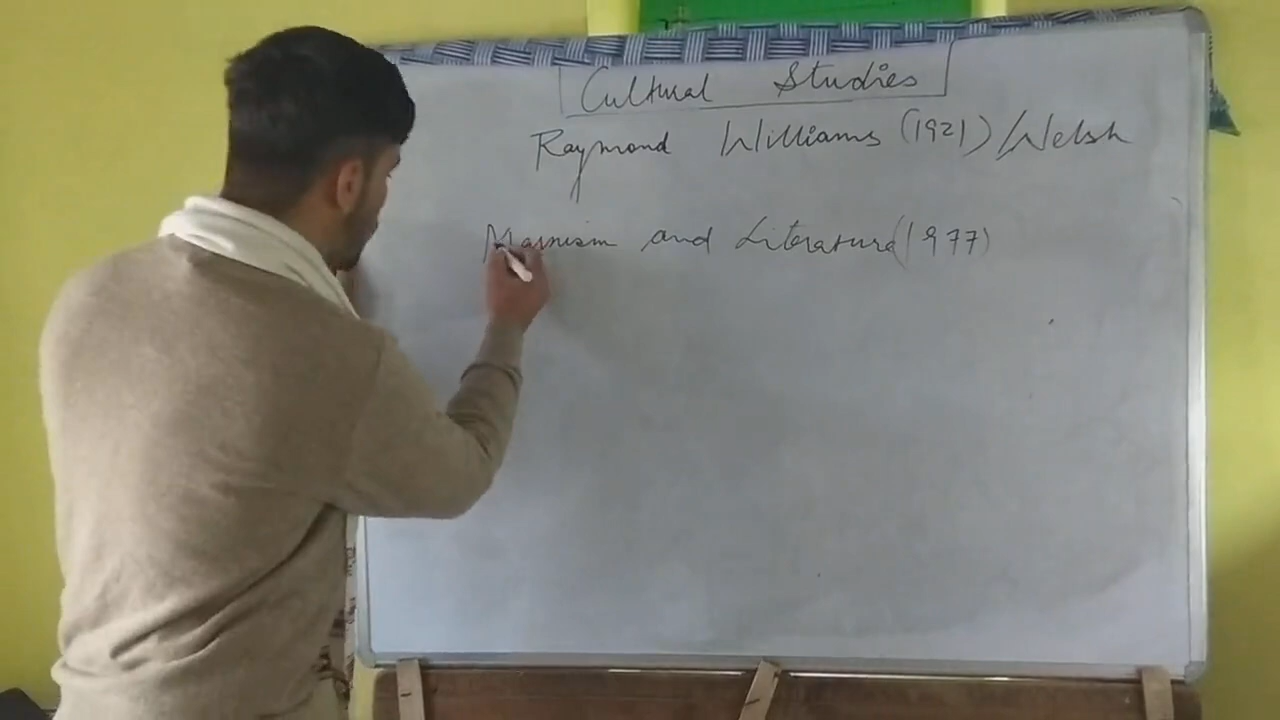 Cultural Studies
Raymond Williams (1921) / Welsh
Marxism and Literature (1977)